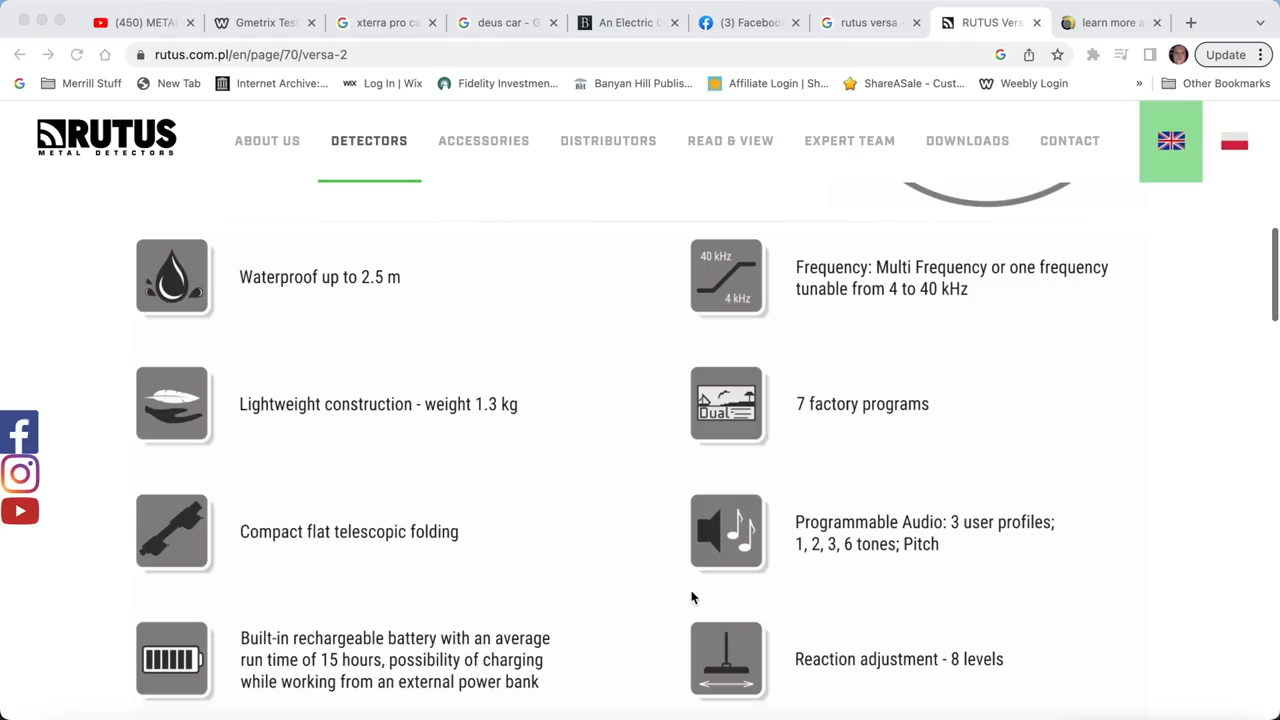 (450) META
Gmetrix Tes
xterra pro ca
deus car - G
An Electric G
(3) Facebook
rutus versa -
RUTUS Vers
learn more a
rutus.com.pl/en/page/70/versa-2
Update
Merrill Stuff
New Tab
Internet Archive:...
WIX Log In | Wix
Fidelity Investmen...
Banyan Hill Publis...
Affiliate Login | Sh...
ShareASale - Cust...
Weebly Login
»
Other Bookmarks
RUTUS
METAL DETECTORS
ABOUT US
DETECTORS
ACCESSORIES
DISTRIBUTORS
READ & VIEW
EXPERT TEAM
DOWNLOADS
CONTACT
Waterproof up to 2.5 m
40 kHz
4 kHz
Frequency: Multi Frequency or one frequency
tunable from 4 to 40 kHz
Lightweight construction - weight 1.3 kg
Dual
7 factory programs
Compact flat telescopic folding
Programmable Audio: 3 user profiles;
1, 2, 3, 6 tones; Pitch
Built-in rechargeable battery with an average
run time of 15 hours, possibility of charging
while working from an external power bank
Reaction adjustment - 8 levels